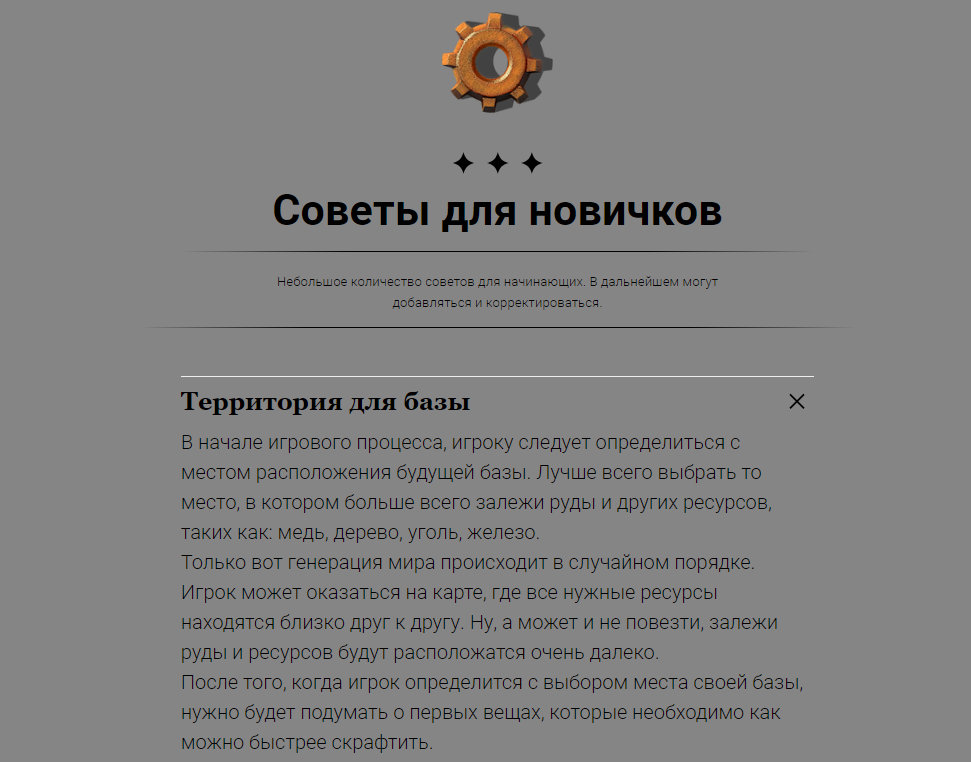 Советы для новичков
Небольшое количество советов для начинающих. В дальнейшем могут
добавляться и корректироваться.
Территория для базы
В начале игрового процесса, игроку следует определиться с
местом расположения будущей базы. Лучше всего выбрать то
место, в котором больше всего залежи руды и других ресурсов,
таких как: медь, дерево, уголь, железо.
Только вот генерация мира происходит в случайном порядке.
Игрок может оказаться на карте, где все нужные ресурсы
находятся близко друг к другу. Ну, а может и не повезти, залежи
руды и ресурсов будут расположатся очень далеко.
После того, когда игрок определится с выбором места своей базы,
нужно будет подумать о первых вещах, которые необходимо как
можно быстрее скрафтить.